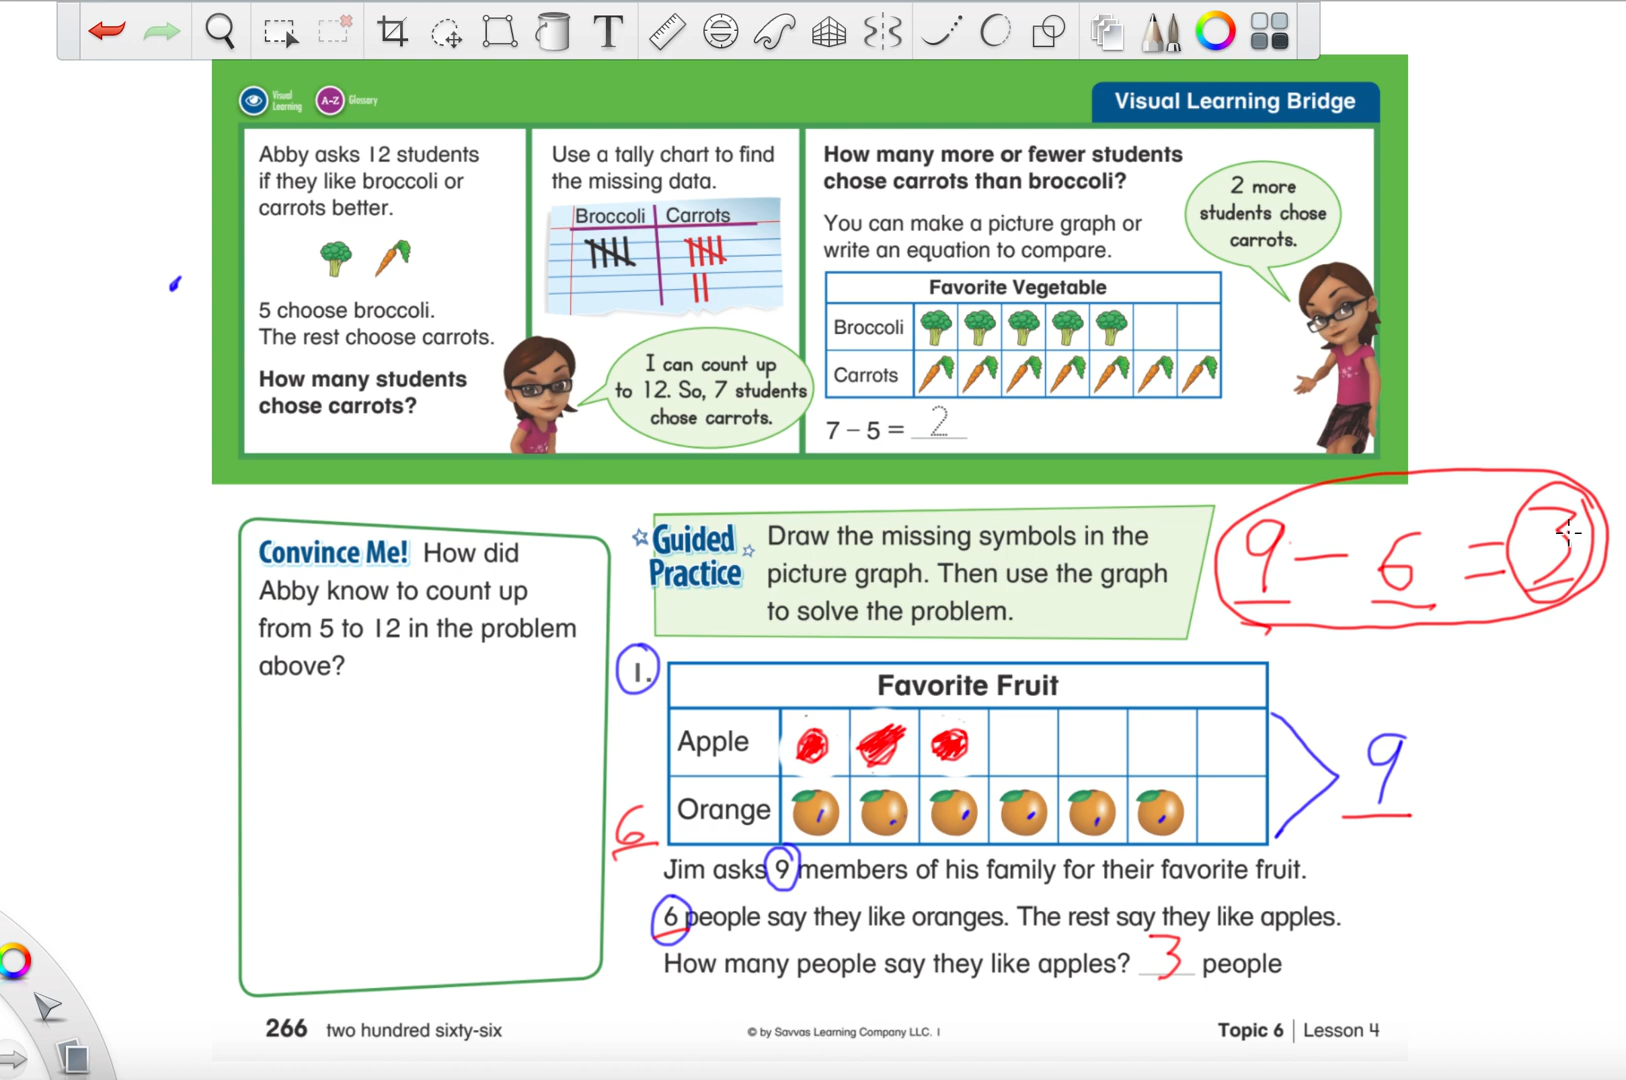 Visual
Learning
A-Z
Glossary
Visual Learning Bridge
Abby asks 12 students
if they like broccoli or
carrots better.
5 choose broccoli.
The rest choose carrots.
How many students
chose carrots?
Use a tally chart to find
the missing data.
Broccoli Carrots
I can count up
to 12. So, 7 students
chose carrots.
How many more or fewer students
chose carrots than broccoli?
You can make a picture graph or
write an equation to compare.
Favorite Vegetable
Broccoli
Carrots
7 – 5 = 2
2 more
students chose
carrots.
Convince Me! How did
Abby know to count up
from 5 to 12 in the problem
above?
Guided
Practice
Draw the missing symbols in the
picture graph. Then use the graph
to solve the problem.
9 – 6 = 3
1.
Favorite Fruit
Apple
Orange
6
9
Jim asks 9 members of his family for their favorite fruit.
6 people say they like oranges. The rest say they like apples.
How many people say they like apples? 3 people
266 two hundred sixty-six
© by Savvas Learning Company LLC. 1
Topic 6 | Lesson 4